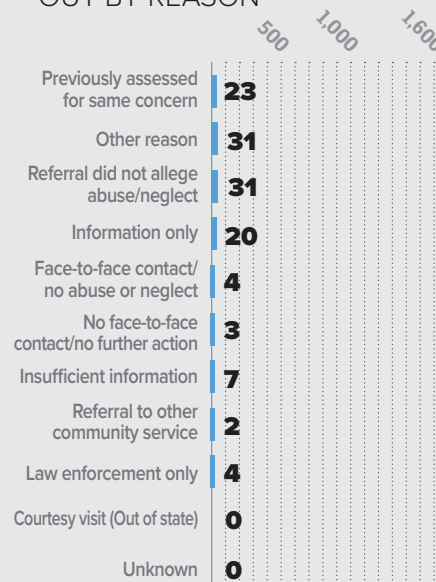 OUT BY REASON
500
1,000
1,600
Previously assessed
for same concern
23
Other reason
31
Referral did not allege
abuse/neglect
31
Information only
20
Face-to-face contact/
no abuse or neglect
4
No face-to-face
contact/no further action
3
Insufficient information
7
Referral to other
community service
2
Law enforcement only
4
Courtesy visit (Out of state)
0
Unknown
0